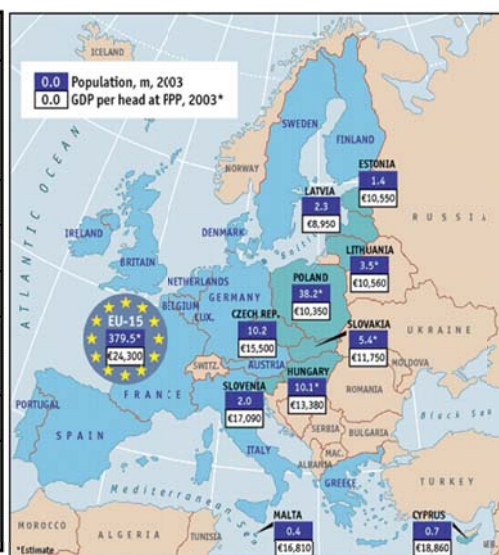 ICELAND
0.0 Population, m, 2003
0.0 GDP per head at FPP, 2003*
ATLANTIC OCEAN
SWEDEN
FINLAND
NORWAY
ESTONIA
1.4
€10,550
LATVIA
2.3
€8,950
RUSSIA
IRELAND
DENMARK
Baltic
LITHUANIA
3.5*
€10,560
BRITAIN
NETHERLANDS
POLAND
38.2*
€10,350
GERMANY
BELGIUM
LUX.
CZECH REP.
10.2
€15,500
SLOVAKIA
5.4*
€11,750
UKRAINE
EU-15
379.5*
€24,300
AUSTRIA
SWITZ.
MOLDOVA
HUNGARY
10.1*
€13,380
FRANCE
SLOVENIA
2.0
€17,090
ROMANIA
PORTUGAL
SPAIN
ITALY
SERBIA
BULGARIA
Black Sea
MAC.
ALBANIA
GREECE
TURKEY
Mediterranean Sea
MALTA
0.4
€16,810
CYPRUS
0.7
€18,860
MOROCCO
ALGERIA
TUNISIA
*Estimate